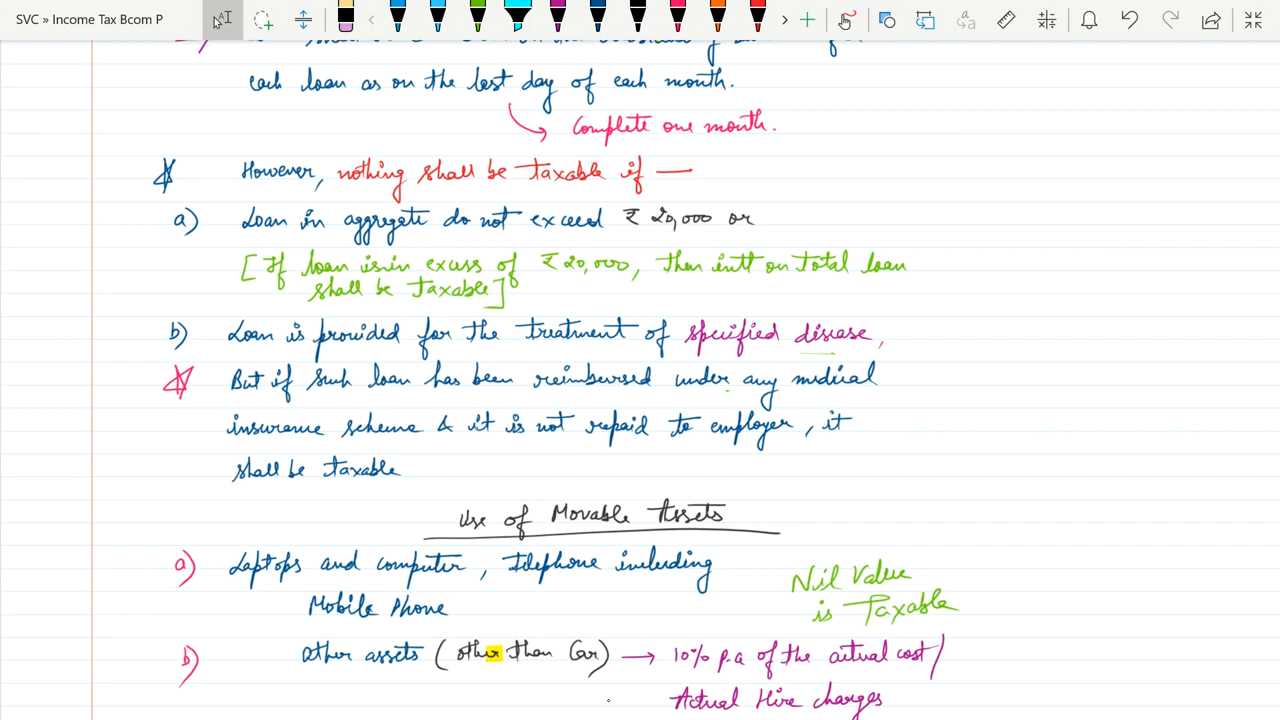 SVC » Income Tax Bcom P
each loan as on the last day of each month.
Complete one month.
However, nothing shall be taxable if —
a) Loan in aggregate do not exceed ₹ 20,000 or
[If loan is in excess of ₹ 20,000, then intt on total loan
shall be taxable]
b) Loan is provided for the treatment of specified disease,
But if such loan has been reimbursed under any medical
insurance scheme & it is not repaid to employer, it
shall be taxable
Use of Movable Assets
a) Laptops and computer, Telephone including
Mobile Phone
Nil Value
is Taxable
b) Other assets (other than Car) → 10% p.a of the actual cost/
Actual Hire charges